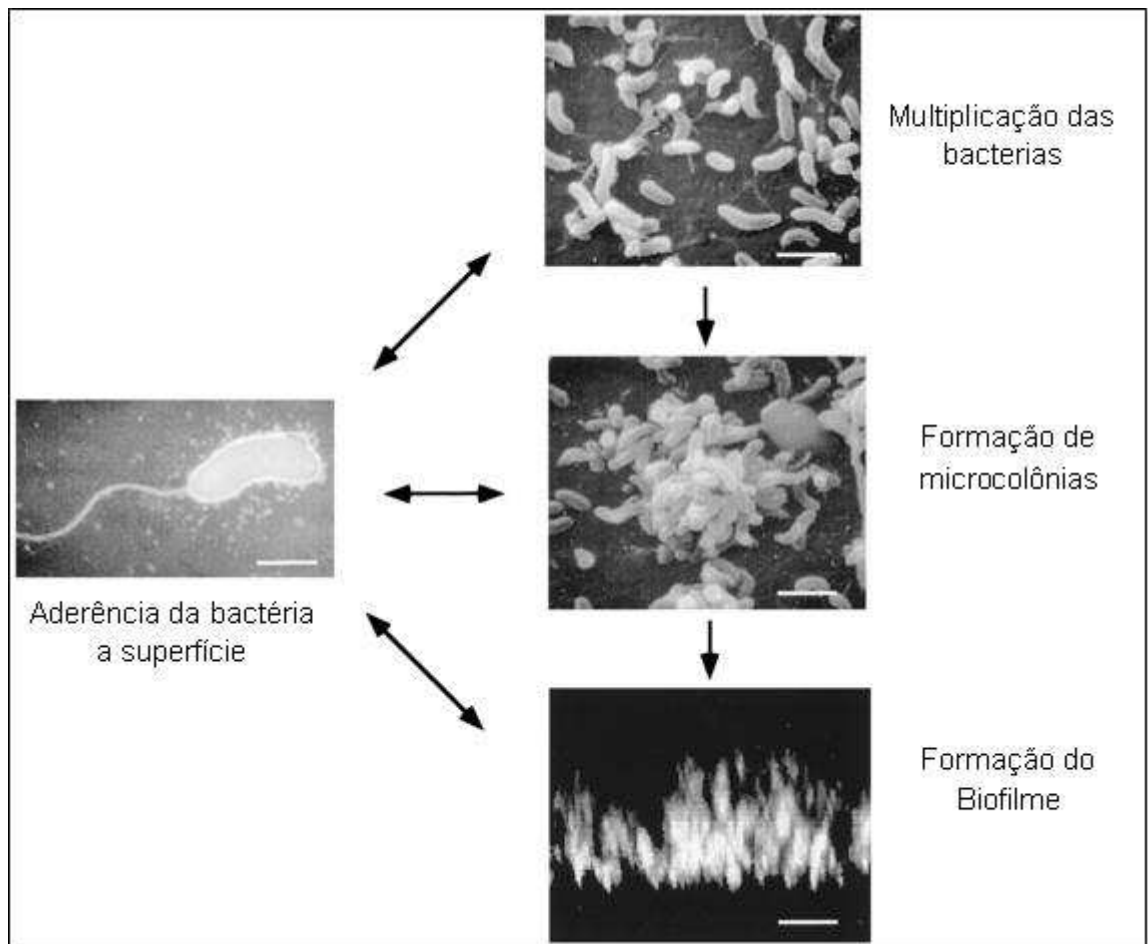 Multiplicação das
bacterias
Formação de
microcolônias
Aderência da bactéria
a superfície
Formação do
Biofilme